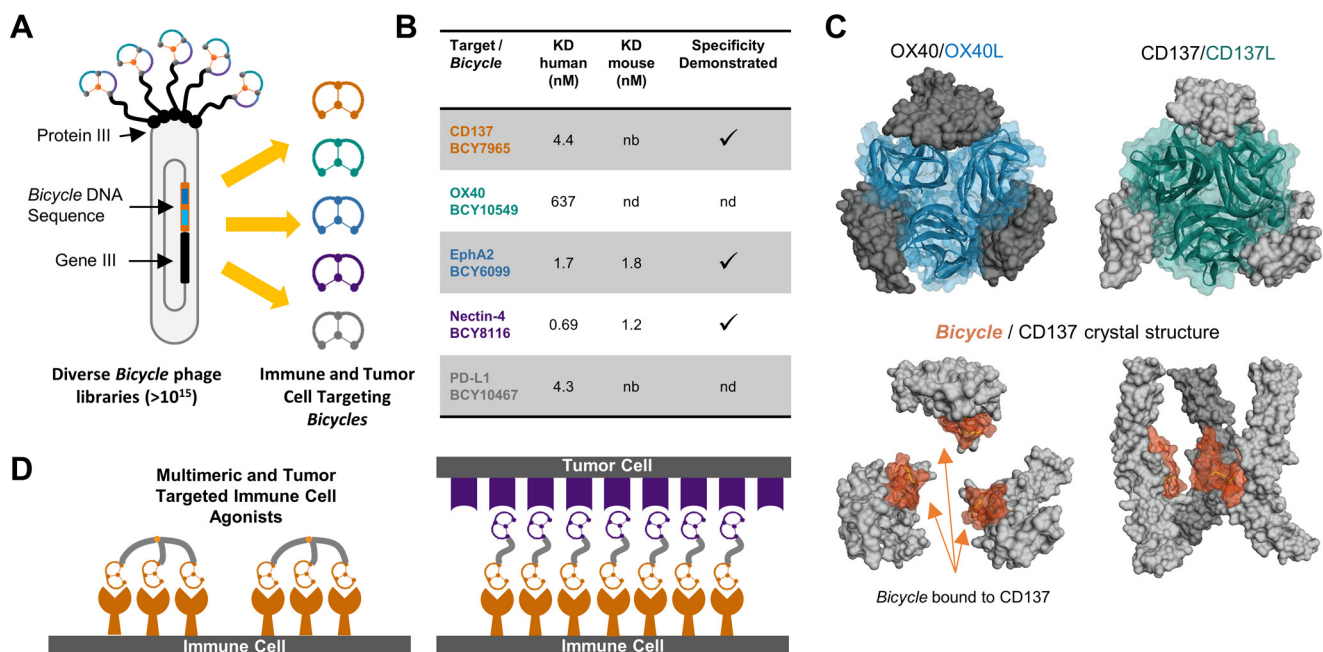 A
Protein III
Bicycle DNA
Sequence
Gene III
Diverse Bicycle phage
libraries (>10¹⁵)
Immune and Tumor
Cell Targeting
Bicycles
B
Target / Bicycle KD human (nM) KD mouse (nM) Specificity Demonstrated
CD137 BCY7965 4.4 nb ✓
OX40 BCY10549 637 nd nd
EphA2 BCY6099 1.7 1.8 ✓
Nectin-4 BCY8116 0.69 1.2 ✓
PD-L1 BCY10467 4.3 nb nd
C
OX40/OX40L
CD137/CD137L
Bicycle / CD137 crystal structure
Bicycle bound to CD137
D
Multimeric and Tumor
Targeted Immune Cell
Agonists
Immune Cell
Tumor Cell
Immune Cell